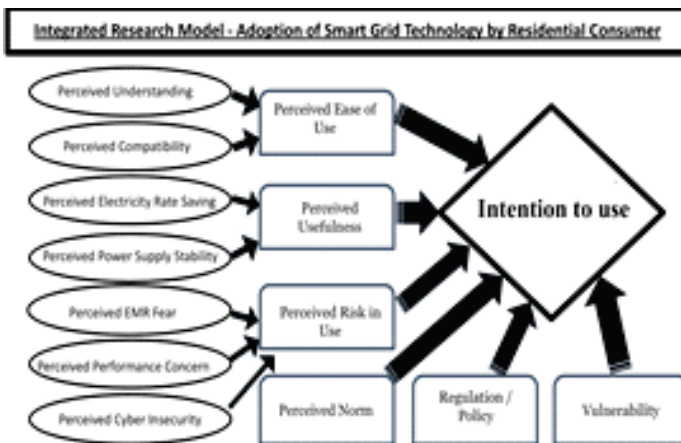 Integrated Research Model - Adoption of Smart Grid Technology by Residential Consumer
Perceived Understanding
Perceived Compatibility
Perceived Electricity Rate Saving
Perceived Power Supply Stability
Perceived EMR Fear
Perceived Performance Concern
Perceived Cyber Insecurity
Perceived Ease of
Use
Perceived
Usefulness
Perceived Risk in
Use
Perceived Norm
Regulation /
Policy
Vulnerability
Intention to use